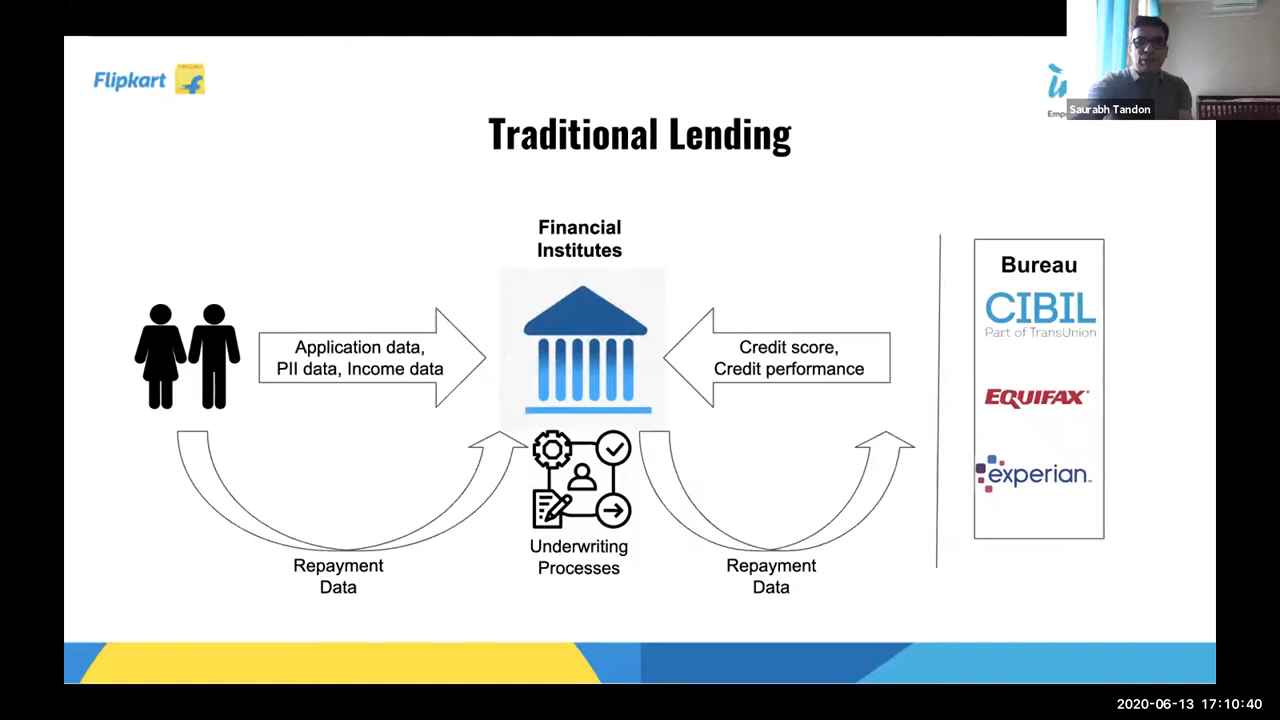 Flipkart
Saurabh Tandon
Traditional Lending
Financial
Institutes
Bureau
CIBIL
Part of TransUnion
Application data,
PII data, Income data
Credit score,
Credit performance
EQUIFAX
experian
Underwriting
Processes
Repayment
Data
Repayment
Data
2020-06-13 17:10:40